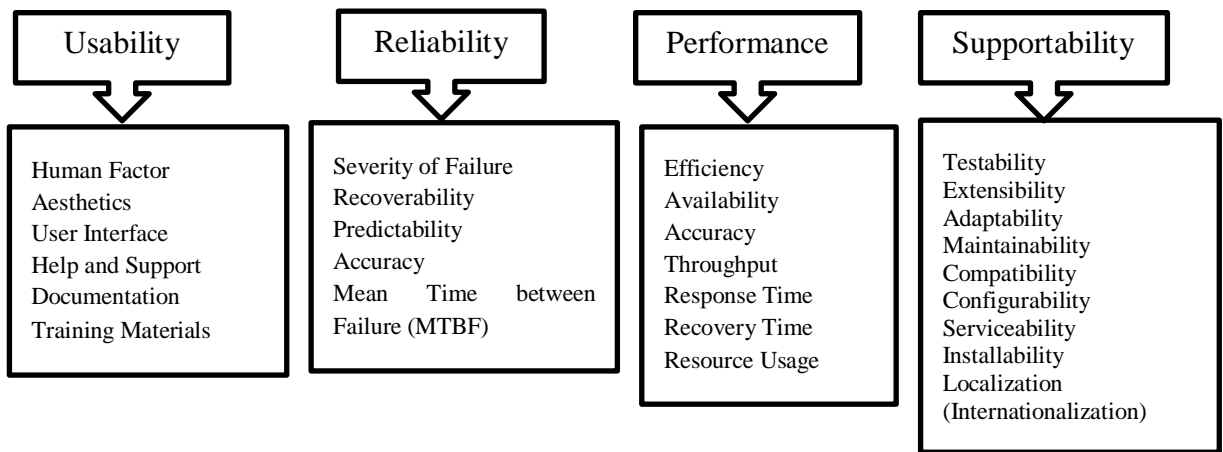 Usability
Human Factor
Aesthetics
User Interface
Help and Support
Documentation
Training Materials
Reliability
Severity of Failure
Recoverability
Predictability
Accuracy
Mean Time between
Failure (MTBF)
Performance
Efficiency
Availability
Accuracy
Throughput
Response Time
Recovery Time
Resource Usage
Supportability
Testability
Extensibility
Adaptability
Maintainability
Compatibility
Configurability
Serviceability
Installability
Localization
(Internationalization)